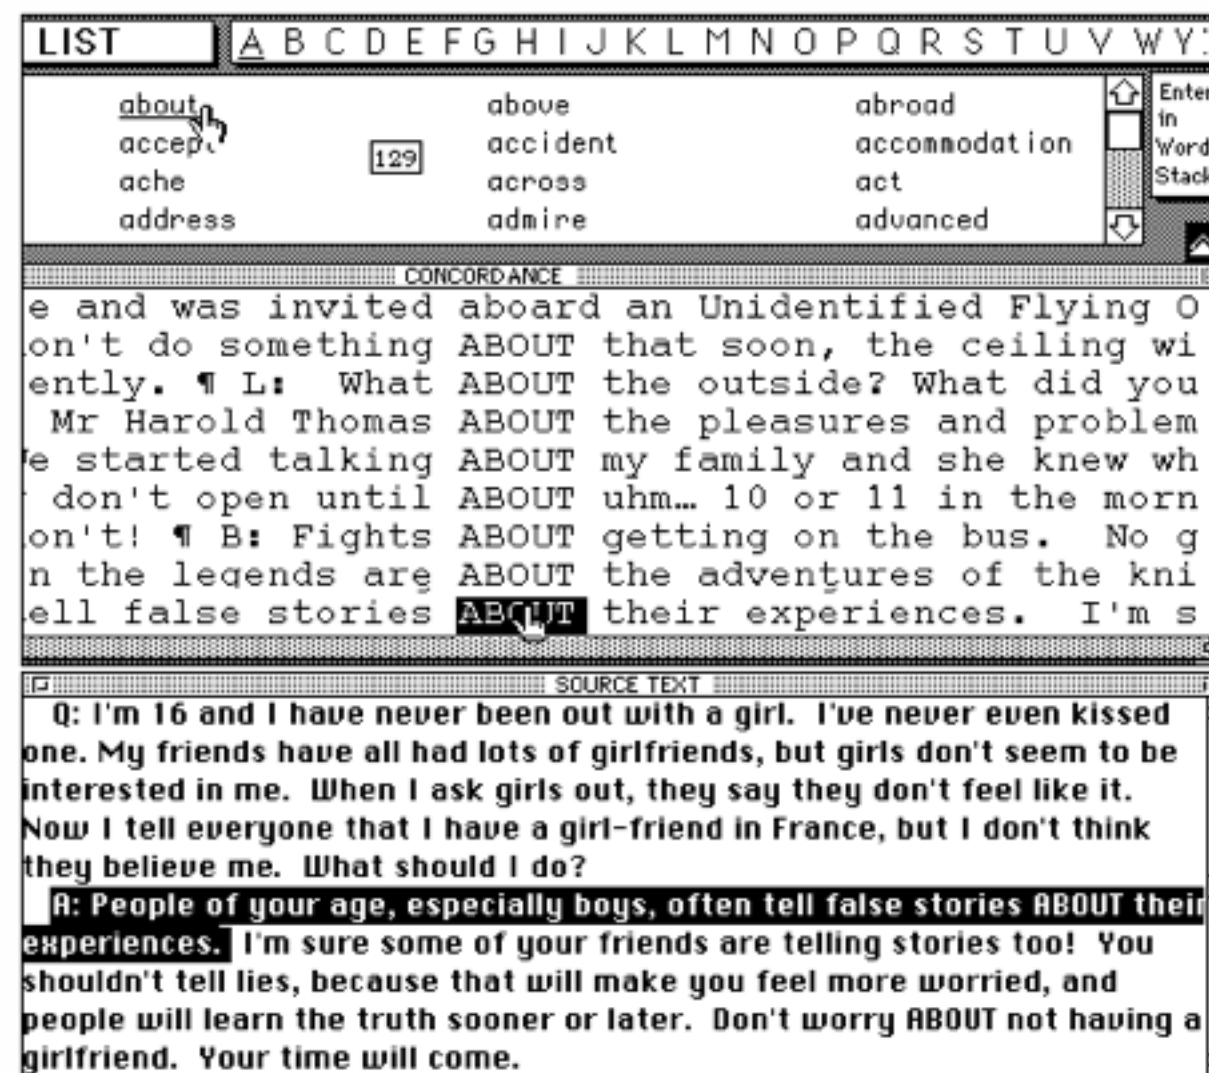 LIST
A B C D E F G H I J K L M N O P Q R S T U V W Y
about above abroad
accept accident accommodation
129
ache across act
address admire advanced
Enter
in
Word
Stack
CONCORDANCE
e and was invited aboard an Unidentified Flying O
on't do something ABOUT that soon, the ceiling wi
ently. ¶ L: What ABOUT the outside? What did you
Mr Harold Thomas ABOUT the pleasures and problem
e started talking ABOUT my family and she knew wh
don't open until ABOUT uhm… 10 or 11 in the morn
on't! ¶ B: Fights ABOUT getting on the bus. No g
n the legends are ABOUT the adventures of the kni
ell false stories ABOUT their experiences. I'm s
SOURCE TEXT
Q: I'm 16 and I have never been out with a girl. I've never even kissed
one. My friends have all had lots of girlfriends, but girls don't seem to be
interested in me. When I ask girls out, they say they don't feel like it.
Now I tell everyone that I have a girl-friend in France, but I don't think
they believe me. What should I do?
A: People of your age, especially boys, often tell false stories ABOUT their
experiences. I'm sure some of your friends are telling stories too! You
shouldn't tell lies, because that will make you feel more worried, and
people will learn the truth sooner or later. Don't worry ABOUT not having a
girlfriend. Your time will come.